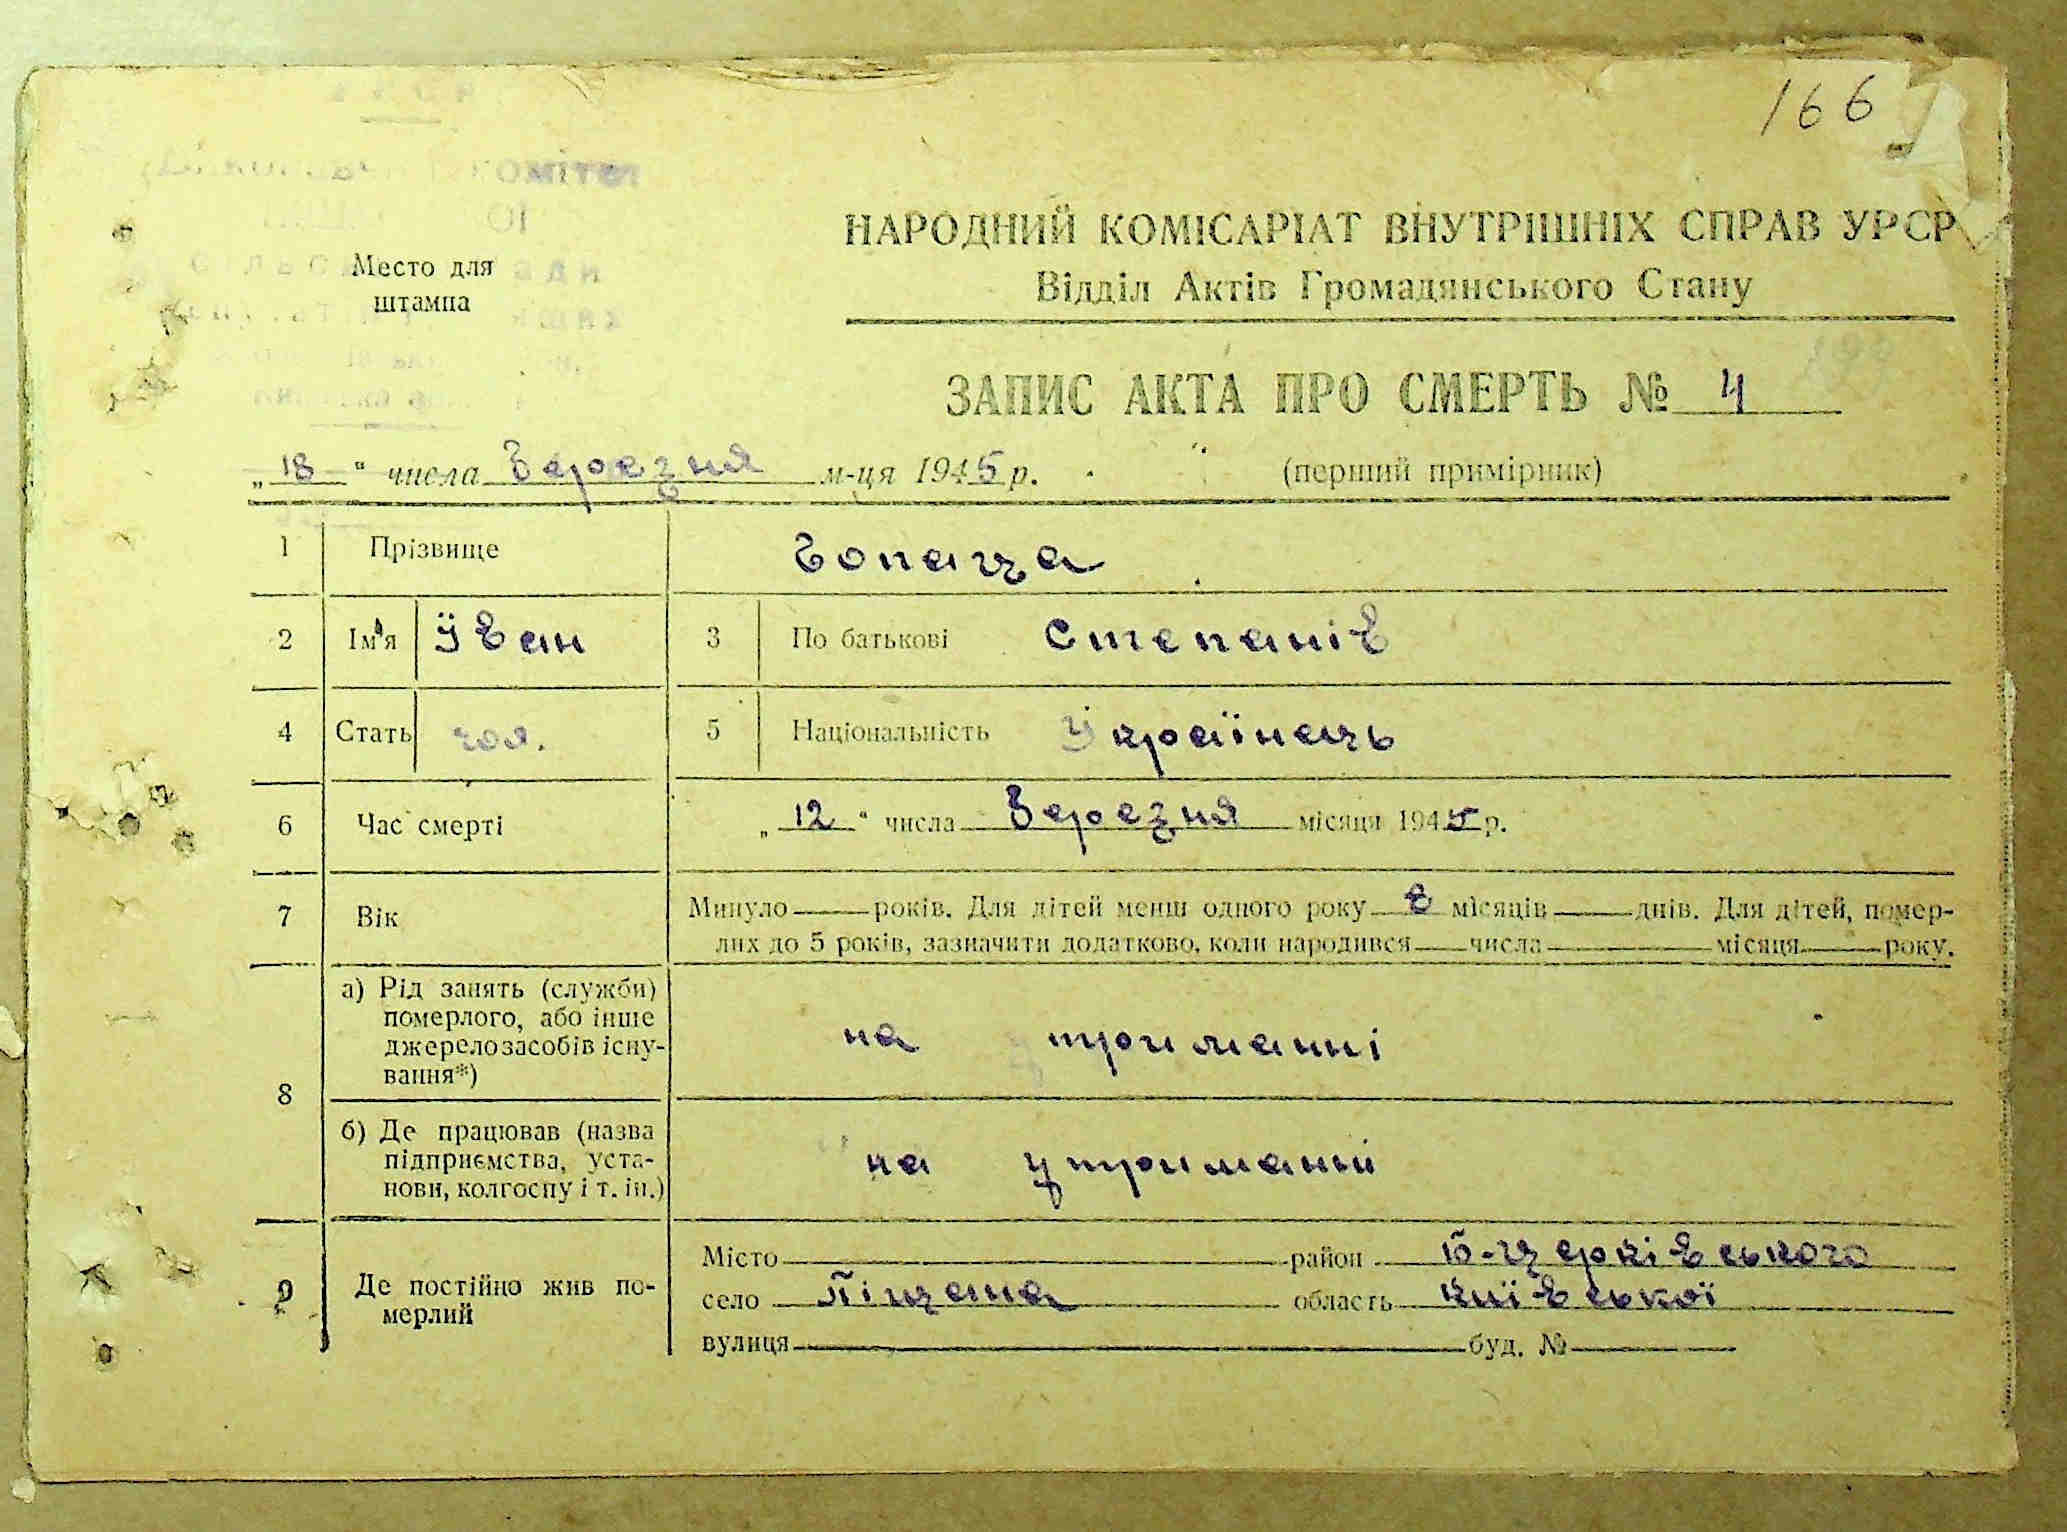 166
НАРОДНИЙ КОМІСАРІАТ ВНУТРІШНІХ СПРАВ УРСР
Место для
штампа
Відділ Актів Громадянського Стану
ЗАПИС АКТА ПРО СМЕРТЬ № 4
„18“ числа Березня м-ця 1945 р. (перший примірник)
1 Прізвище
2 Ім'я Їван 3 По батькові Степанів
4 Стать чол. 5 Національність Українець
6 Час смерті „12“ числа Березня місяця 1945 р.
7 Вік Минуло — років. Для дітей менш одного року 8 місяців — днів. Для дітей, помер-
лих до 5 років, зазначити додатково, коли народився — числа — місяця — року.
8 а) Рід занять (служби)
померлого, або інше
джерело засобів існу-
вання*) на утриманні
б) Де працював (назва
підприємства, уста-
нови, колгоспу і т. ін.) на утриманні
9 Де постійно жив по-
мерлий
Місто — район Б-Церківського
село Піщана область Київської
вулиця — буд. № —